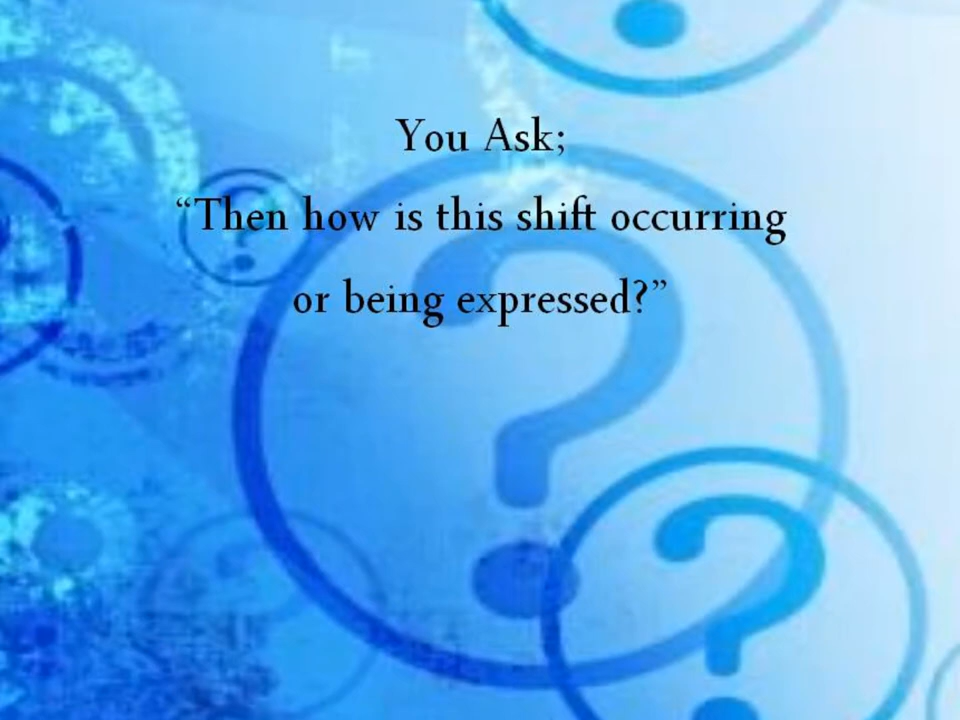 You Ask;
“Then how is this shift occurring
or being expressed?”